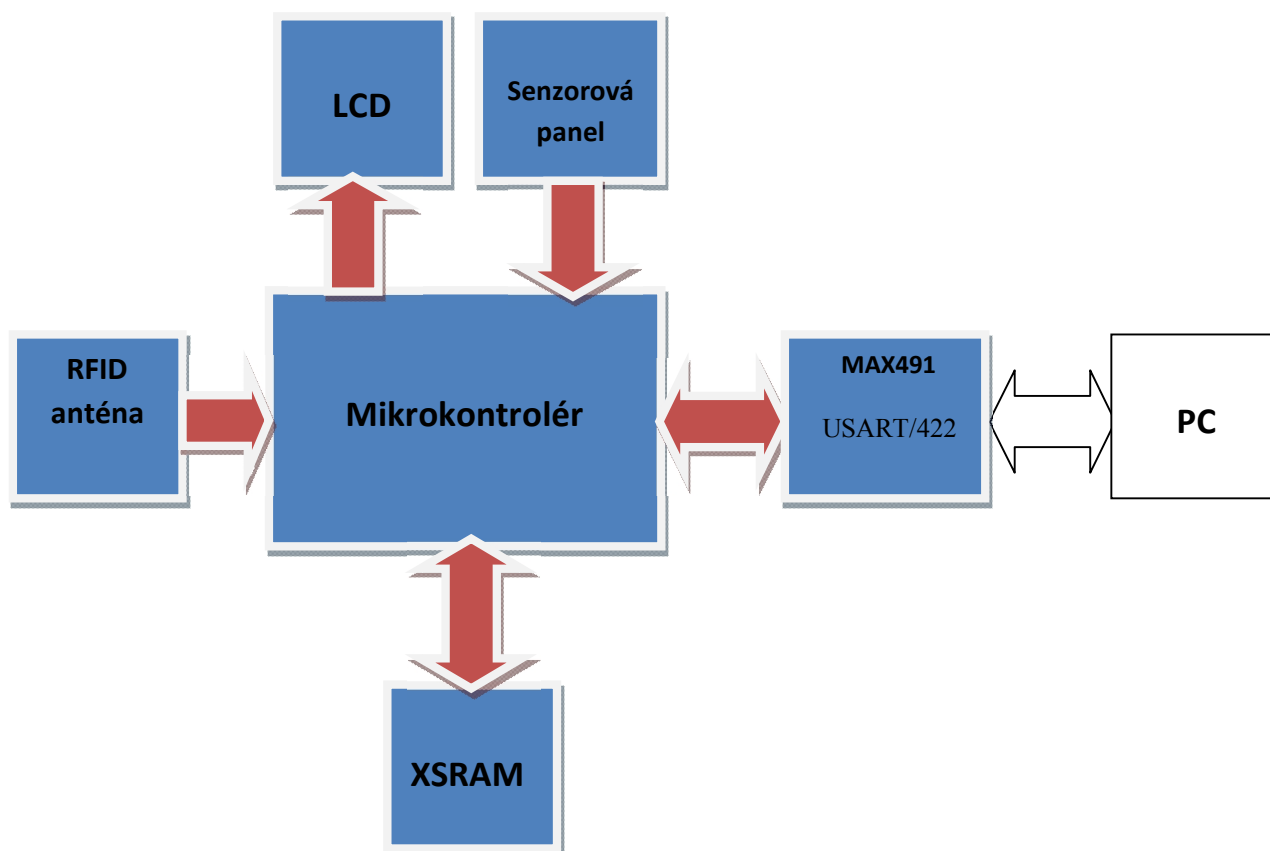 LCD
Senzorová
panel
RFID
anténa
Mikrokontrolér
MAX491
USART/422
PC
XSRAM